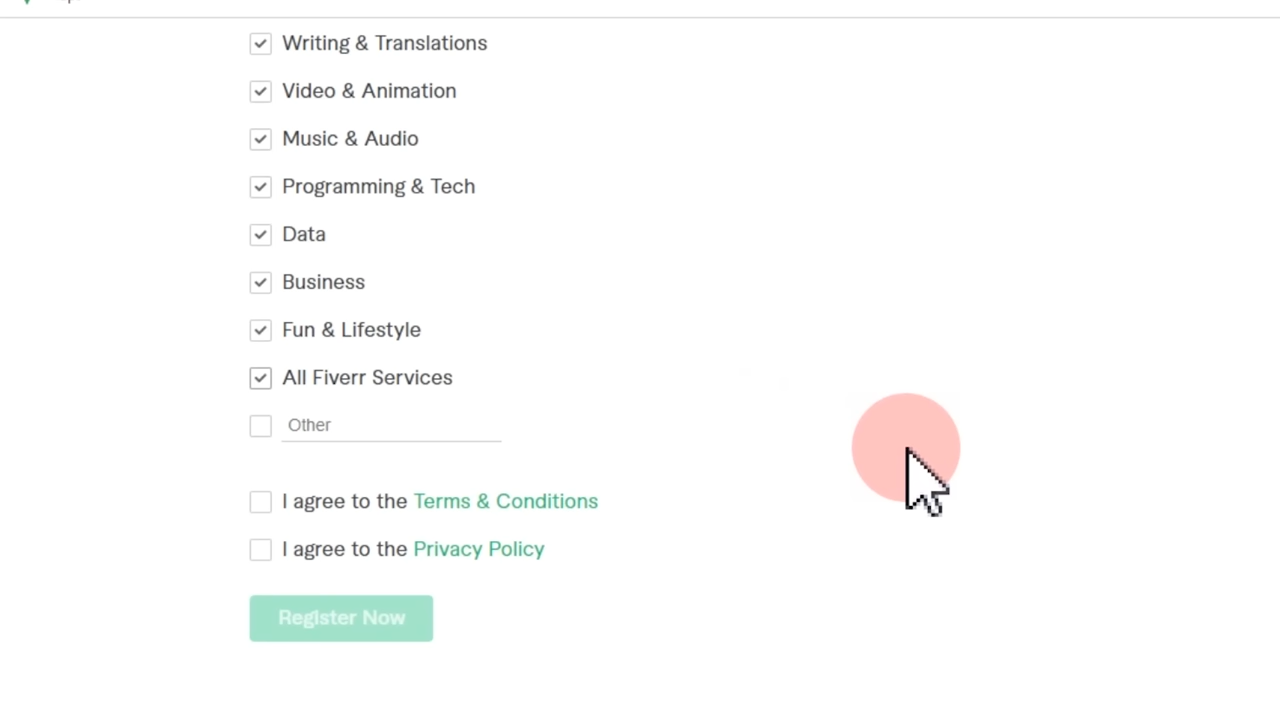 Writing & Translations
Video & Animation
Music & Audio
Programming & Tech
Data
Business
Fun & Lifestyle
All Fiverr Services
Other
I agree to the Terms & Conditions
I agree to the Privacy Policy
Register Now